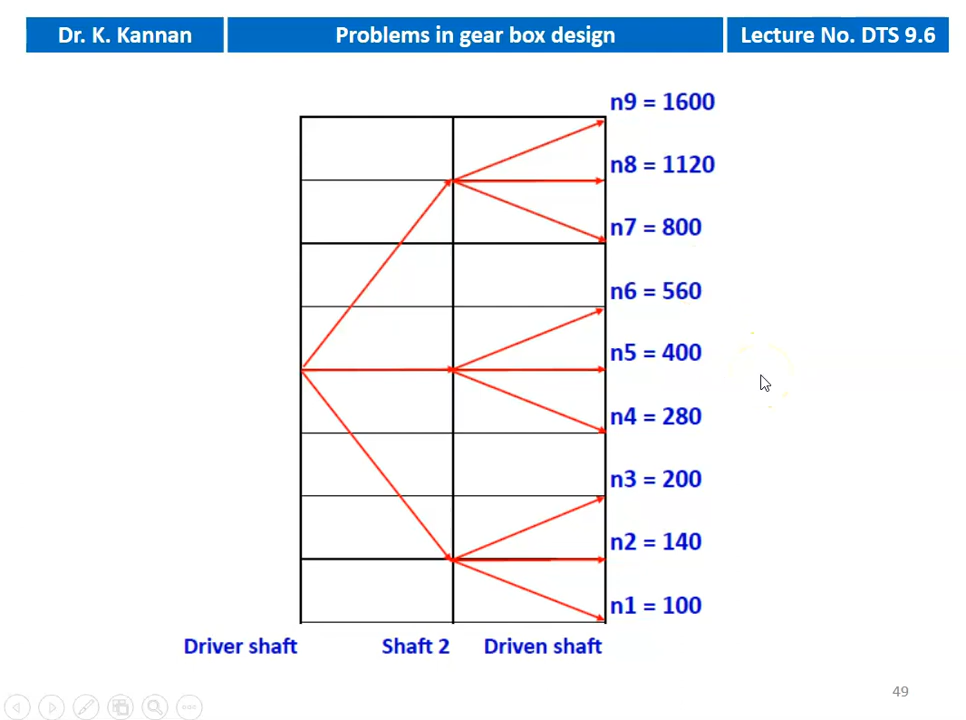 Dr. K. Kannan
Problems in gear box design
Lecture No. DTS 9.6
n9 = 1600
n8 = 1120
n7 = 800
n6 = 560
n5 = 400
n4 = 280
n3 = 200
n2 = 140
n1 = 100
Driver shaft
Shaft 2
Driven shaft
49